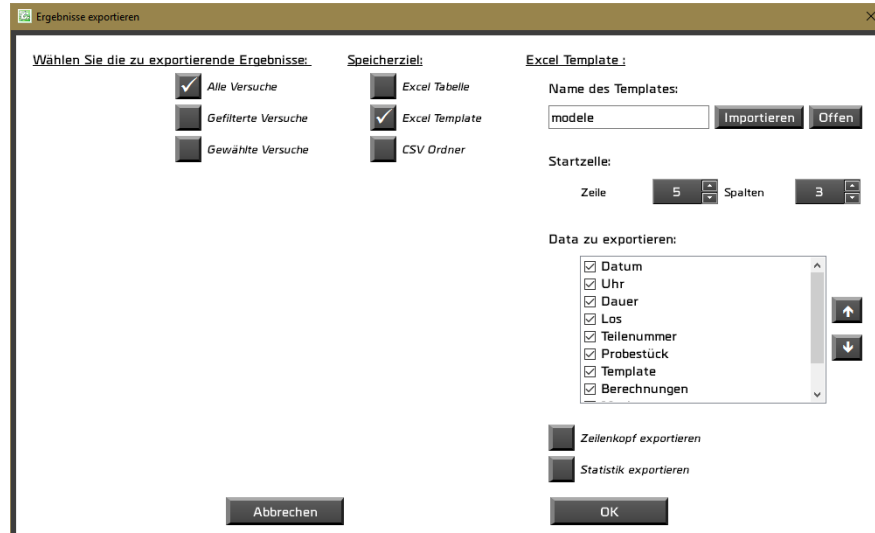 Ergebnisse exportieren
Wählen Sie die zu exportierende Ergebnisse:
Alle Versuche
Gefilterte Versuche
Gewählte Versuche
Speicherziel:
Excel Tabelle
Excel Template
CSV Ordner
Excel Template :
Name des Templates:
modele Importieren Offen
Startzelle:
Zeile 5 Spalten 3
Data zu exportieren:
Datum
Uhr
Dauer
Los
Teilenummer
Probestück
Template
Berechnungen
Zeilenkopf exportieren
Statistik exportieren
Abbrechen OK